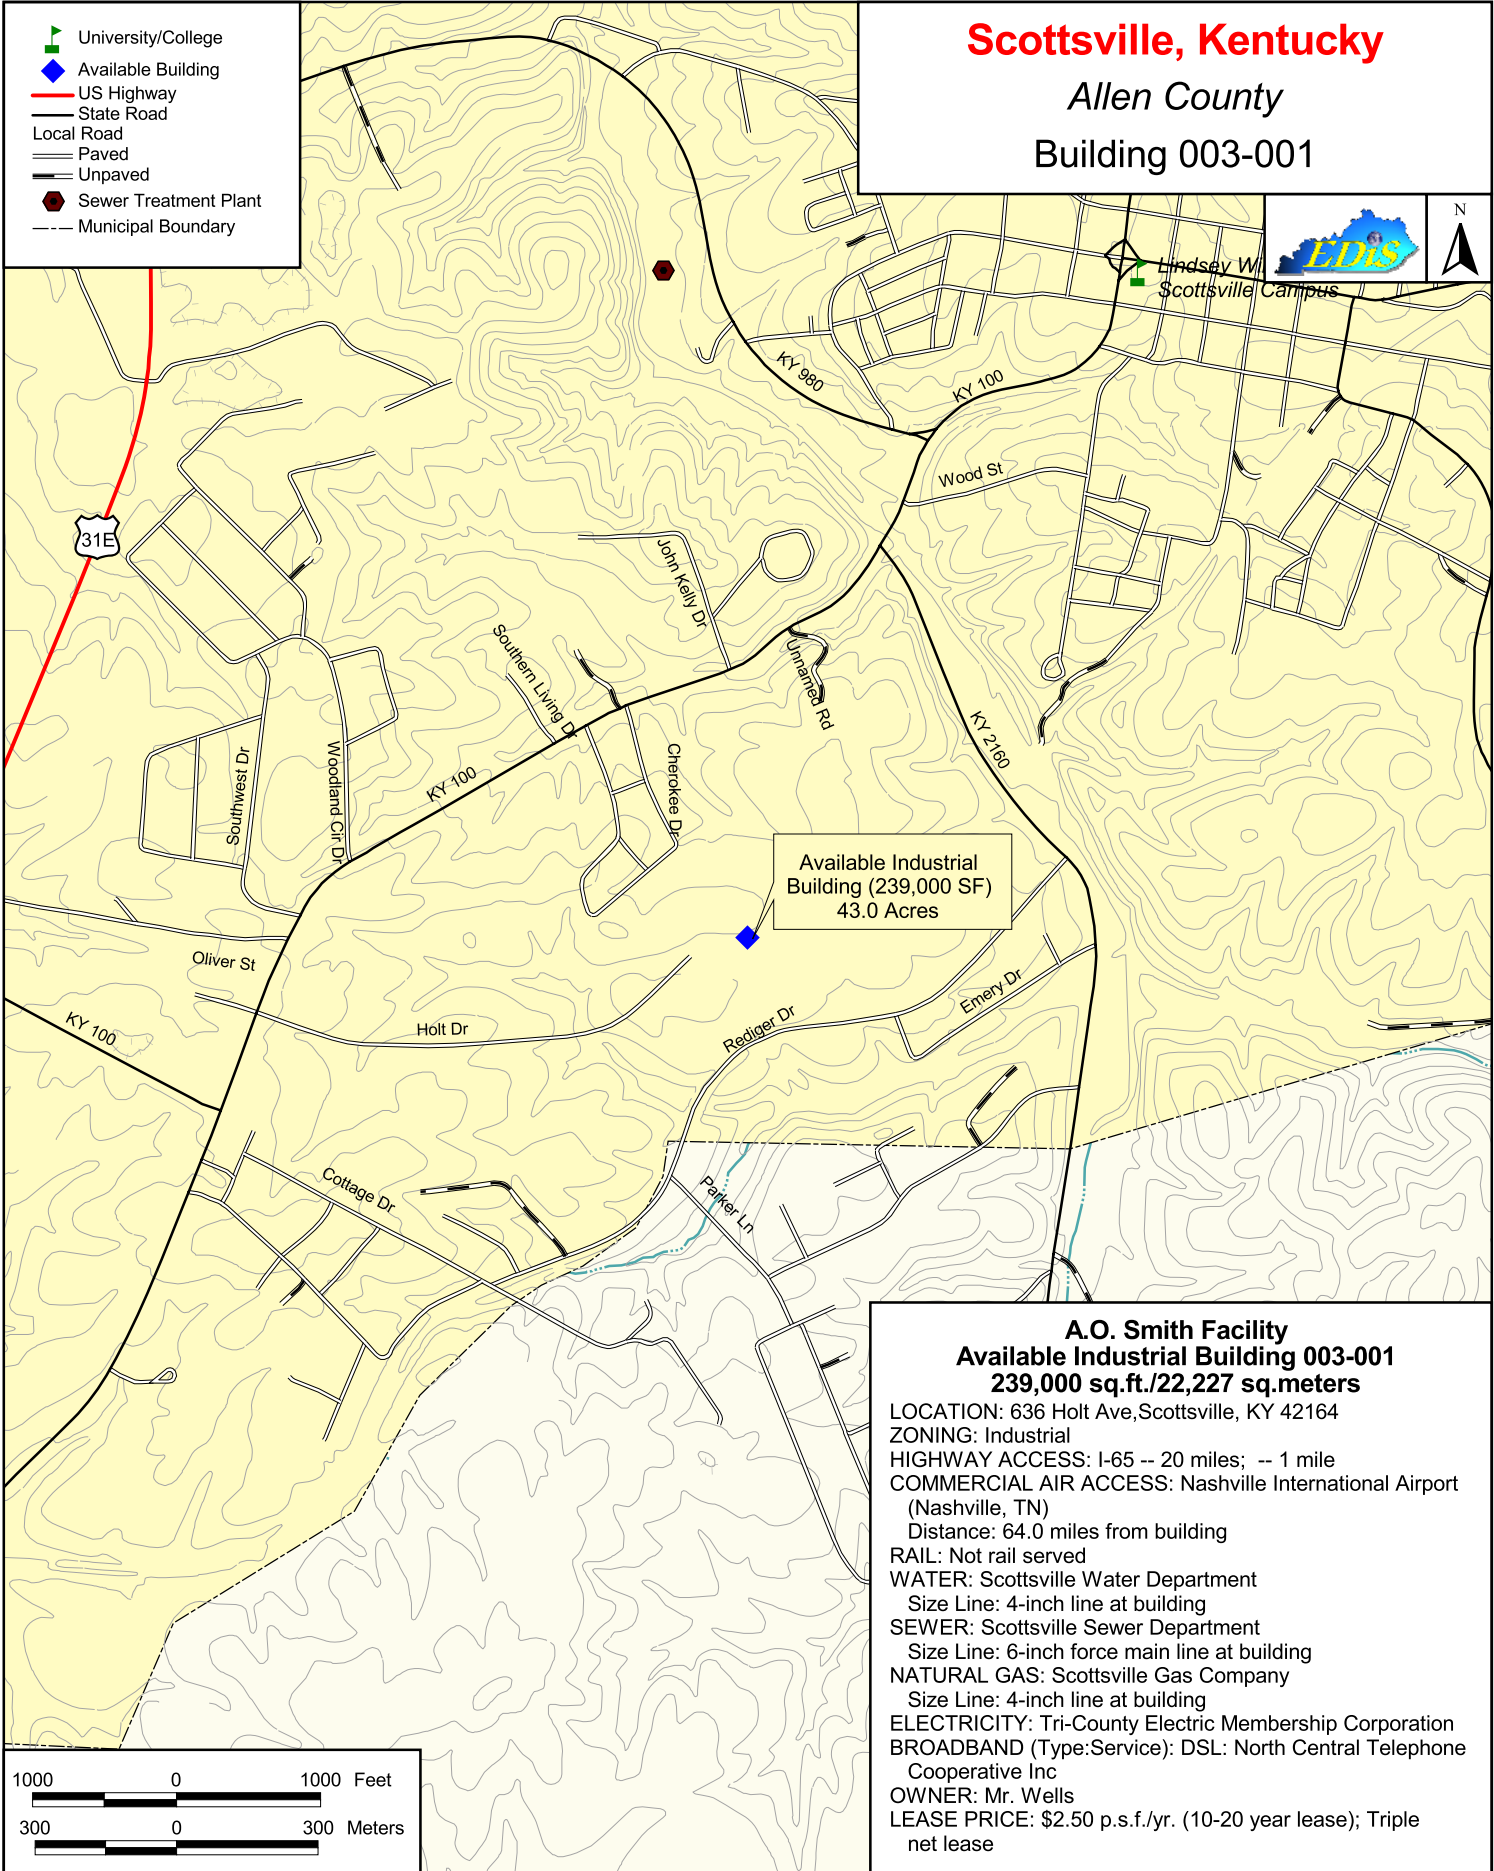 University/College
Available Building
US Highway
State Road
Local Road
Paved
Unpaved
Sewer Treatment Plant
Municipal Boundary
Scottsville, Kentucky
Allen County
Building 003-001
EDiS
N
Lindsey Wi
Scottsville Campus
KY 980
KY 100
Wood St
31E
John Kelly Dr
Southern Living Dr
Unnamed Rd
KY 2160
Southwest Dr
Woodland Cir Dr
KY 100
Cherokee Dr
Available Industrial
Building (239,000 SF)
43.0 Acres
Oliver St
KY 100
Holt Dr
Rediger Dr
Emery Dr
Cottage Dr
Parker Ln
A.O. Smith Facility
Available Industrial Building 003-001
239,000 sq.ft./22,227 sq.meters
LOCATION: 636 Holt Ave,Scottsville, KY 42164
ZONING: Industrial
HIGHWAY ACCESS: I-65 -- 20 miles;  -- 1 mile
COMMERCIAL AIR ACCESS: Nashville International Airport
(Nashville, TN)
Distance: 64.0 miles from building
RAIL: Not rail served
WATER: Scottsville Water Department
Size Line: 4-inch line at building
SEWER: Scottsville Sewer Department
Size Line: 6-inch force main line at building
NATURAL GAS: Scottsville Gas Company
Size Line: 4-inch line at building
ELECTRICITY: Tri-County Electric Membership Corporation
BROADBAND (Type:Service): DSL: North Central Telephone
Cooperative Inc
OWNER: Mr. Wells
LEASE PRICE: $2.50 p.s.f./yr. (10-20 year lease); Triple
net lease
1000 0 1000 Feet
300 0 300 Meters